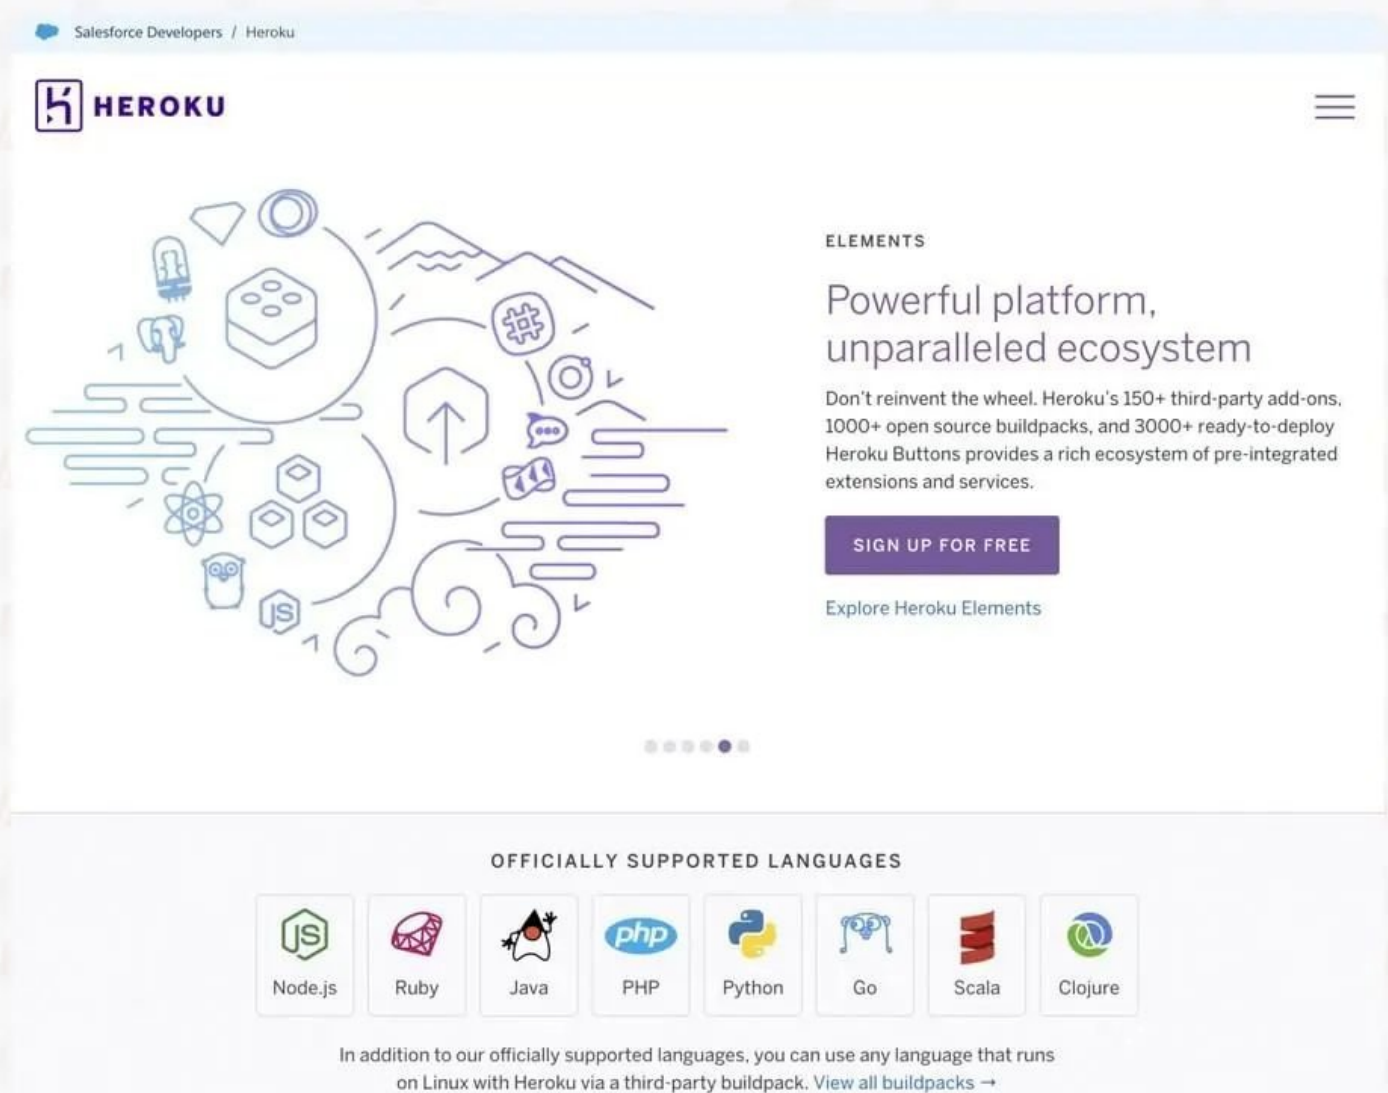 Salesforce Developers / Heroku
HEROKU
ELEMENTS
Powerful platform,
unparalleled ecosystem
Don't reinvent the wheel. Heroku's 150+ third-party add-ons,
1000+ open source buildpacks, and 3000+ ready-to-deploy
Heroku Buttons provides a rich ecosystem of pre-integrated
extensions and services.
SIGN UP FOR FREE
Explore Heroku Elements
JS
OFFICIALLY SUPPORTED LANGUAGES
JS
php
Node.js Ruby Java PHP Python Go Scala Clojure
In addition to our officially supported languages, you can use any language that runs
on Linux with Heroku via a third-party buildpack. View all buildpacks →